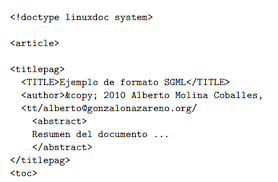 <!doctype linuxdoc system>
<article>
<titlepag>
<TITLE>Ejemplo de formato SGML</TITLE>
<author>&copy; 2010 Alberto Molina Coballes,
<tt/alberto@gonzalonazareno.org/
<abstract>
Resumen del documento ...
</abstract>
</titlepag>
<toc>